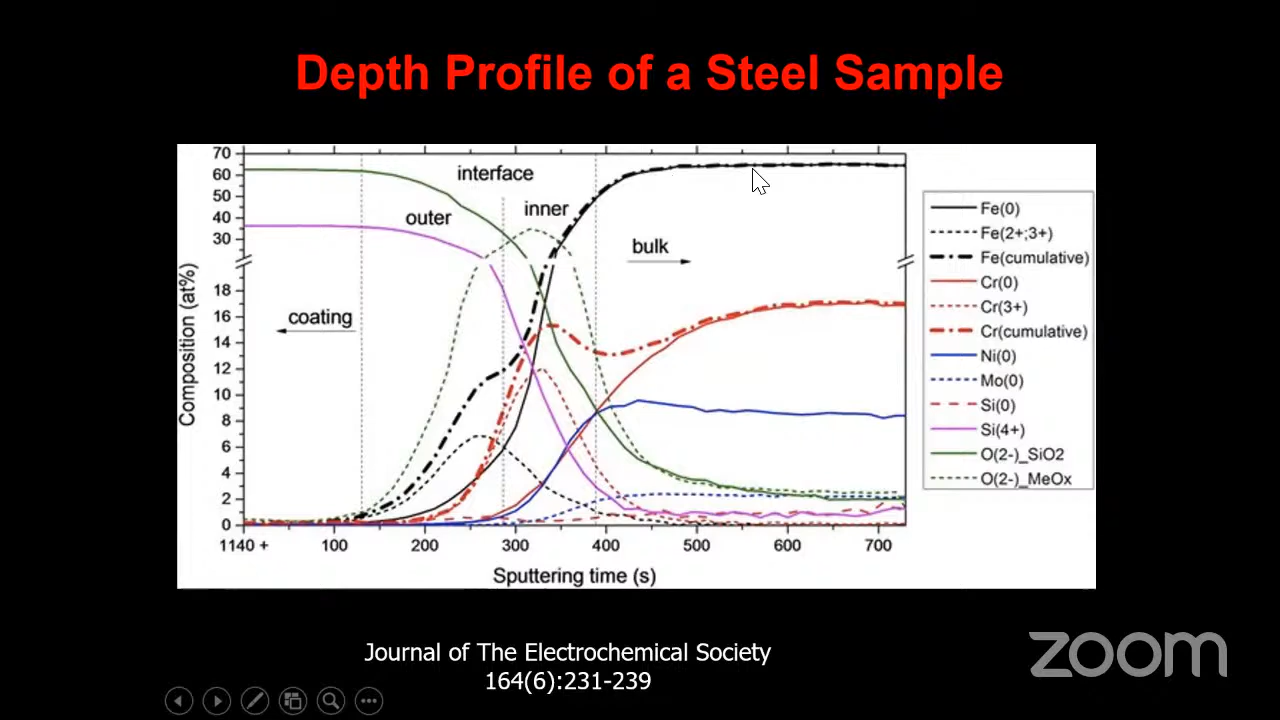 Depth Profile of a Steel Sample
70
60
50
40
30
18
16
14
12
10
8
6
4
2
0
Composition (at%)
interface
outer
inner
bulk
coating
1140 + 100 200 300 400 500 600 700
Sputtering time (s)
Fe(0)
Fe(2+;3+)
Fe(cumulative)
Cr(0)
Cr(3+)
Cr(cumulative)
Ni(0)
Mo(0)
Si(0)
Si(4+)
O(2-)_SiO2
O(2-)_MeOx
Journal of The Electrochemical Society
164(6):231-239
zoom